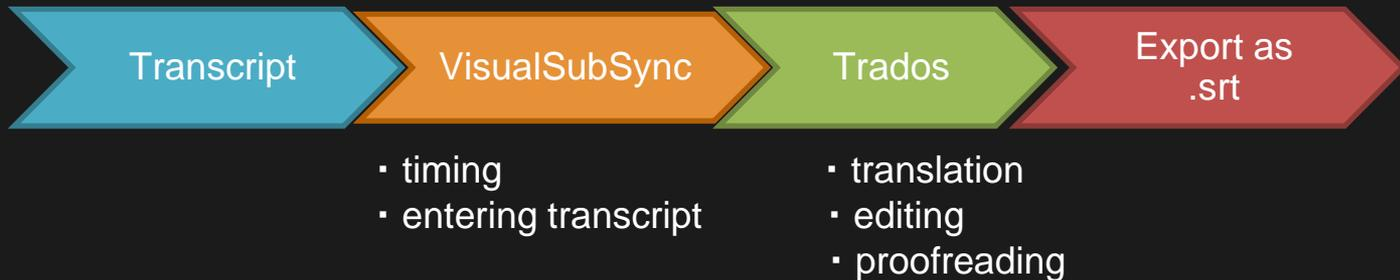 Transcript
VisualSubSync
Trados
Export as
.srt
▪ timing
▪ entering transcript
▪ translation
▪ editing
▪ proofreading